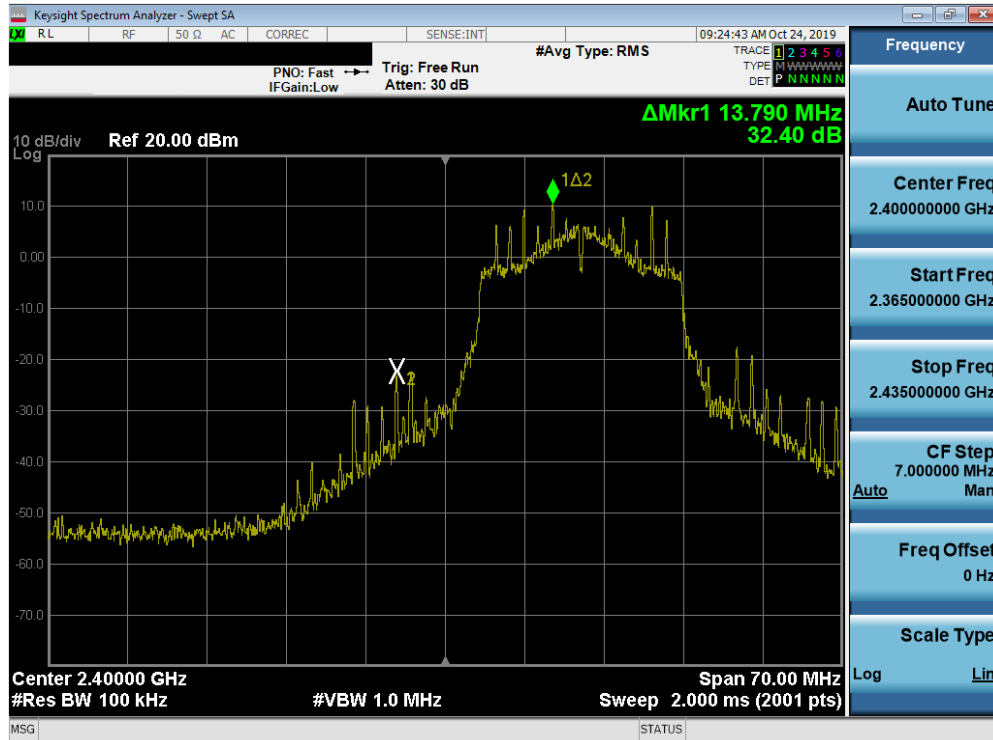 Keysight Spectrum Analyzer - Swept SA
LXI RL RF 50 Ω AC CORREC SENSE:INT 09:24:43 AM Oct 24, 2019
#Avg Type: RMS TRACE 1 2 3 4 5 6
PNO: Fast Trig: Free Run TYPE M W W W W W
IFGain:Low Atten: 30 dB DET P N N N N N
ΔMkr1 13.790 MHz
32.40 dB
10 dB/div Ref 20.00 dBm
Log
1Δ2
10.0
0.00
-10.0
-20.0
X2
-30.0
-40.0
-50.0
-60.0
-70.0
Center 2.40000 GHz Span 70.00 MHz
#Res BW 100 kHz #VBW 1.0 MHz Sweep 2.000 ms (2001 pts)
MSG STATUS
Frequency
Auto Tune
Center Freq
2.400000000 GHz
Start Freq
2.365000000 GHz
Stop Freq
2.435000000 GHz
CF Step
7.000000 MHz
Auto Man
Freq Offset
0 Hz
Scale Type
Log Lin